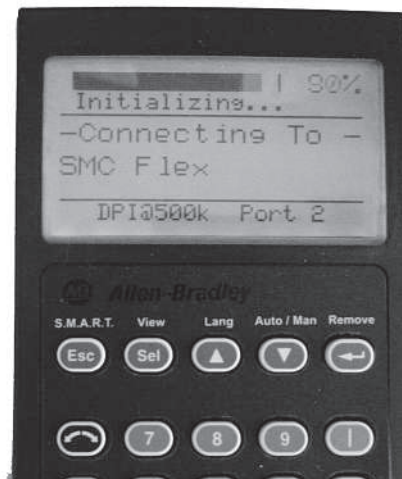 80%
Initializing...
-Connecting To -
SMC Flex
DPI@500k Port 2
AB Allen-Bradley
S.M.A.R.T. View Lang Auto / Man Remove
Esc Sel
7 8 9